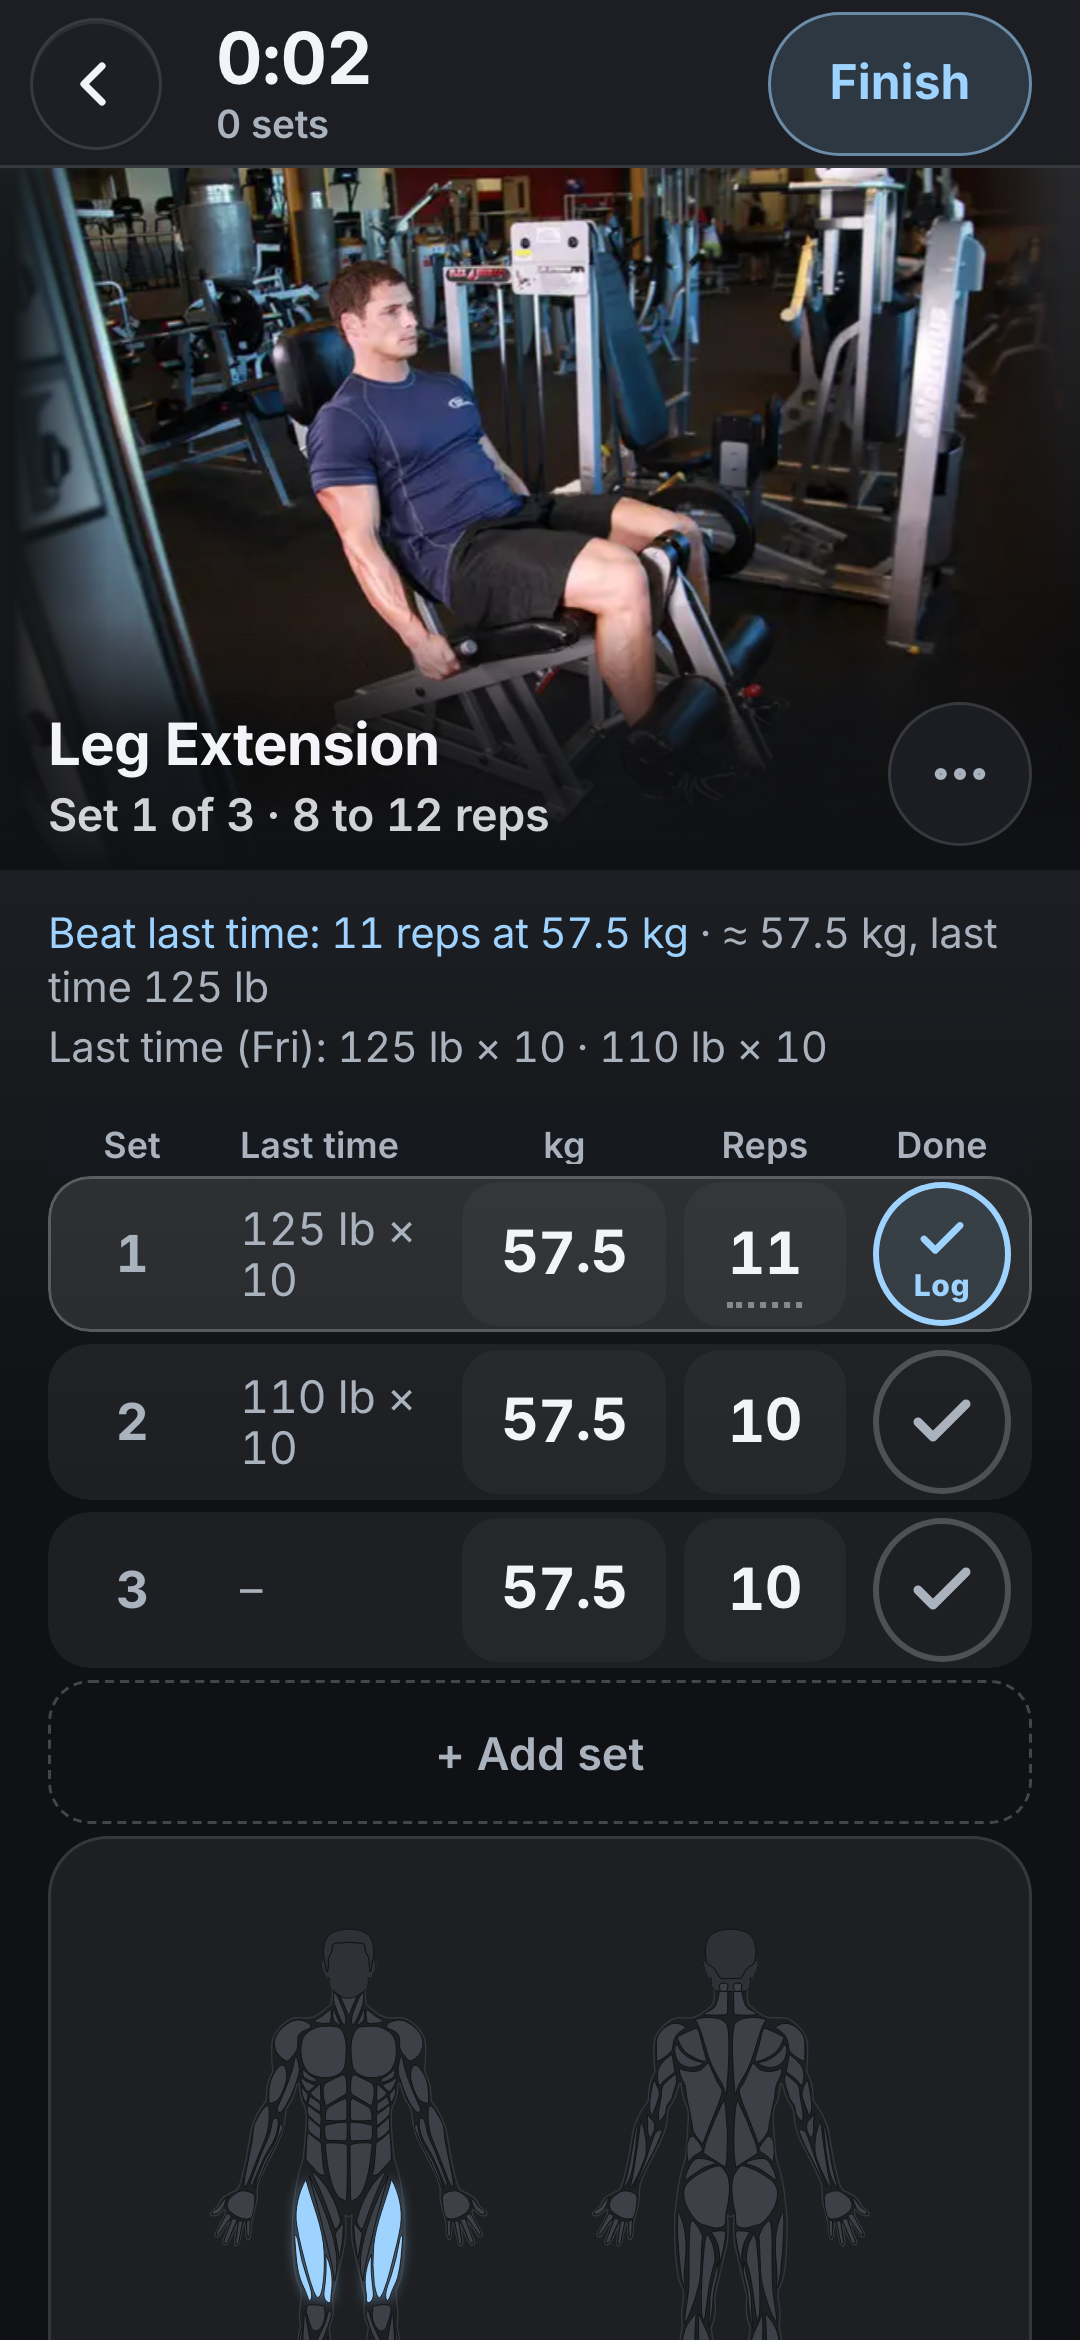 0:02
0 sets
Finish
NAUTILUS
Leg Extension
Set 1 of 3 · 8 to 12 reps
Beat last time: 11 reps at 57.5 kg · ≈ 57.5 kg, last
time 125 lb
Last time (Fri): 125 lb × 10 · 110 lb × 10
Set Last time kg Reps Done
1 125 lb × 10 57.5 11 Log
2 110 lb × 10 57.5 10
3 – 57.5 10
+ Add set